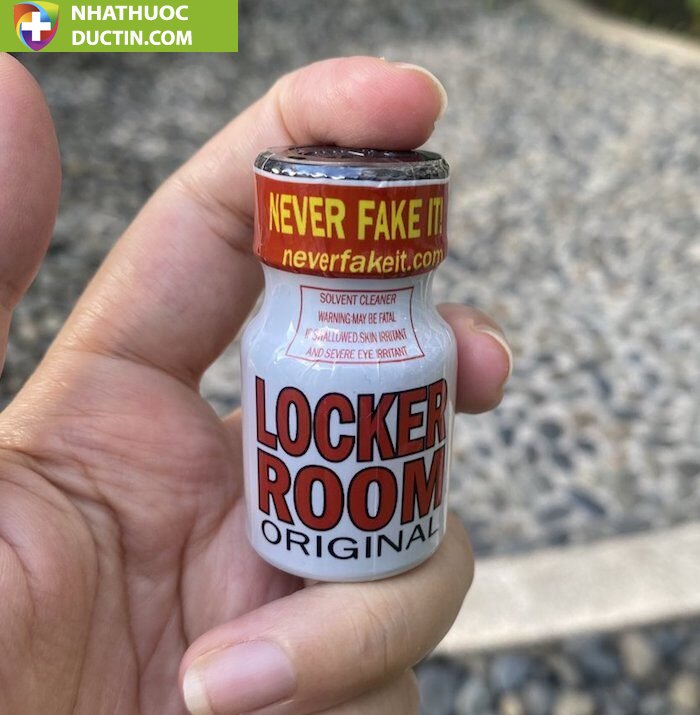 NHATHUOC
DUCTIN.COM
NEVER FAKE IT!
neverfakeit.com
SOLVENT CLEANER
WARNING:MAY BE FATAL
IF SWALLOWED.SKIN IRRITANT
AND SEVERE EYE IRRITANT
LOCKER
ROOM
ORIGINAL